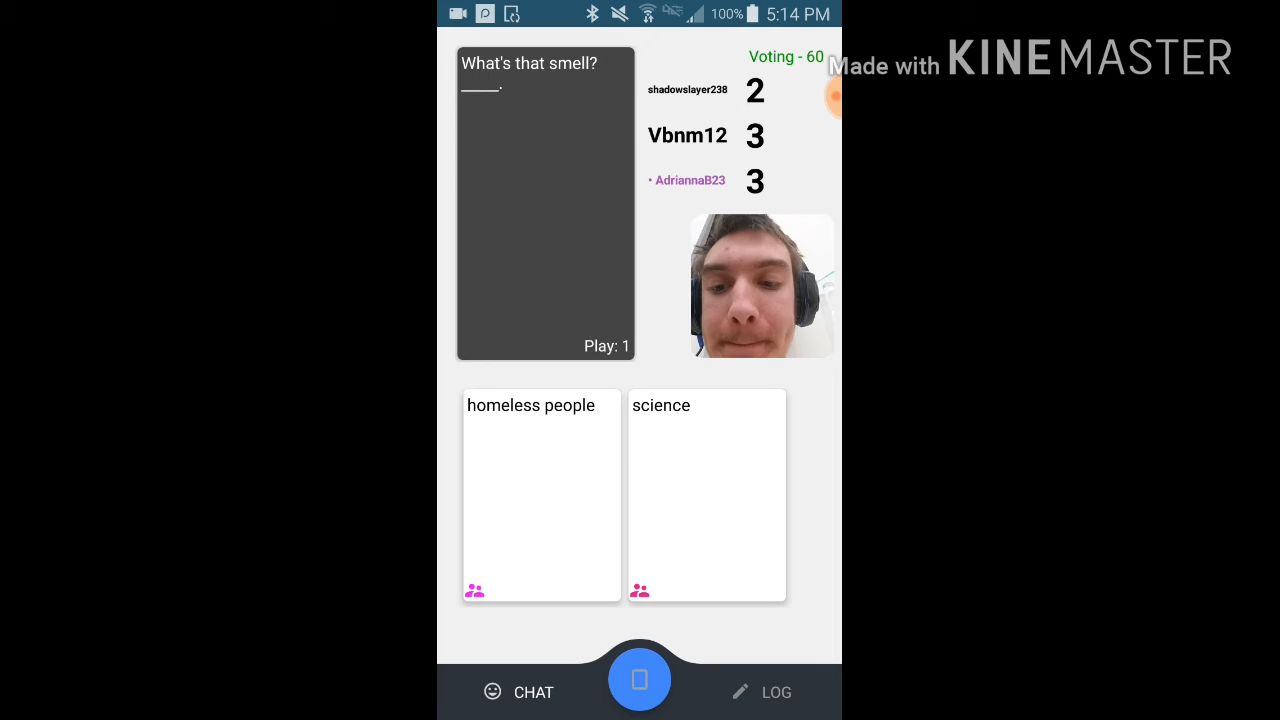 100% 5:14 PM
Made with KINEMASTER
What's that smell?
_____.
Play: 1
Voting - 60
shadowslayer238 2
Vbnm12 3
• AdriannaB23 3
homeless people
science
CHAT
LOG